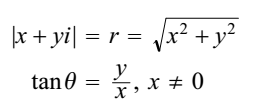 |x + yi| = r = √(x² + y²)
tan θ = y/x, x ≠ 0